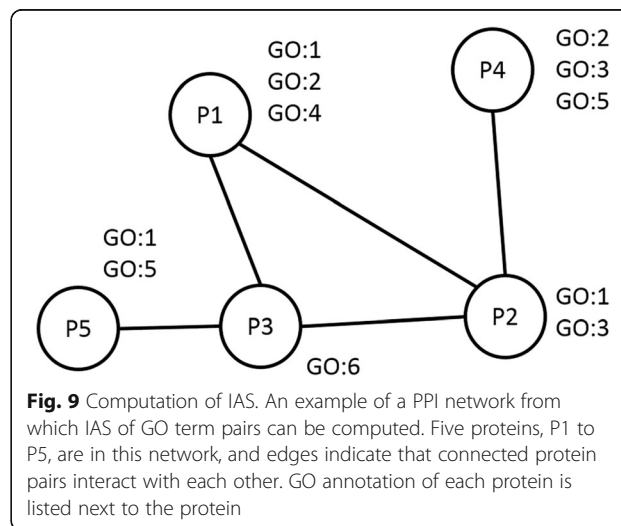 GO:1
GO:2
GO:4
P1
GO:2
GO:3
GO:5
P4
GO:1
GO:5
P5
P3
GO:6
P2
GO:1
GO:3
Fig. 9 Computation of IAS. An example of a PPI network from
which IAS of GO term pairs can be computed. Five proteins, P1 to
P5, are in this network, and edges indicate that connected protein
pairs interact with each other. GO annotation of each protein is
listed next to the protein